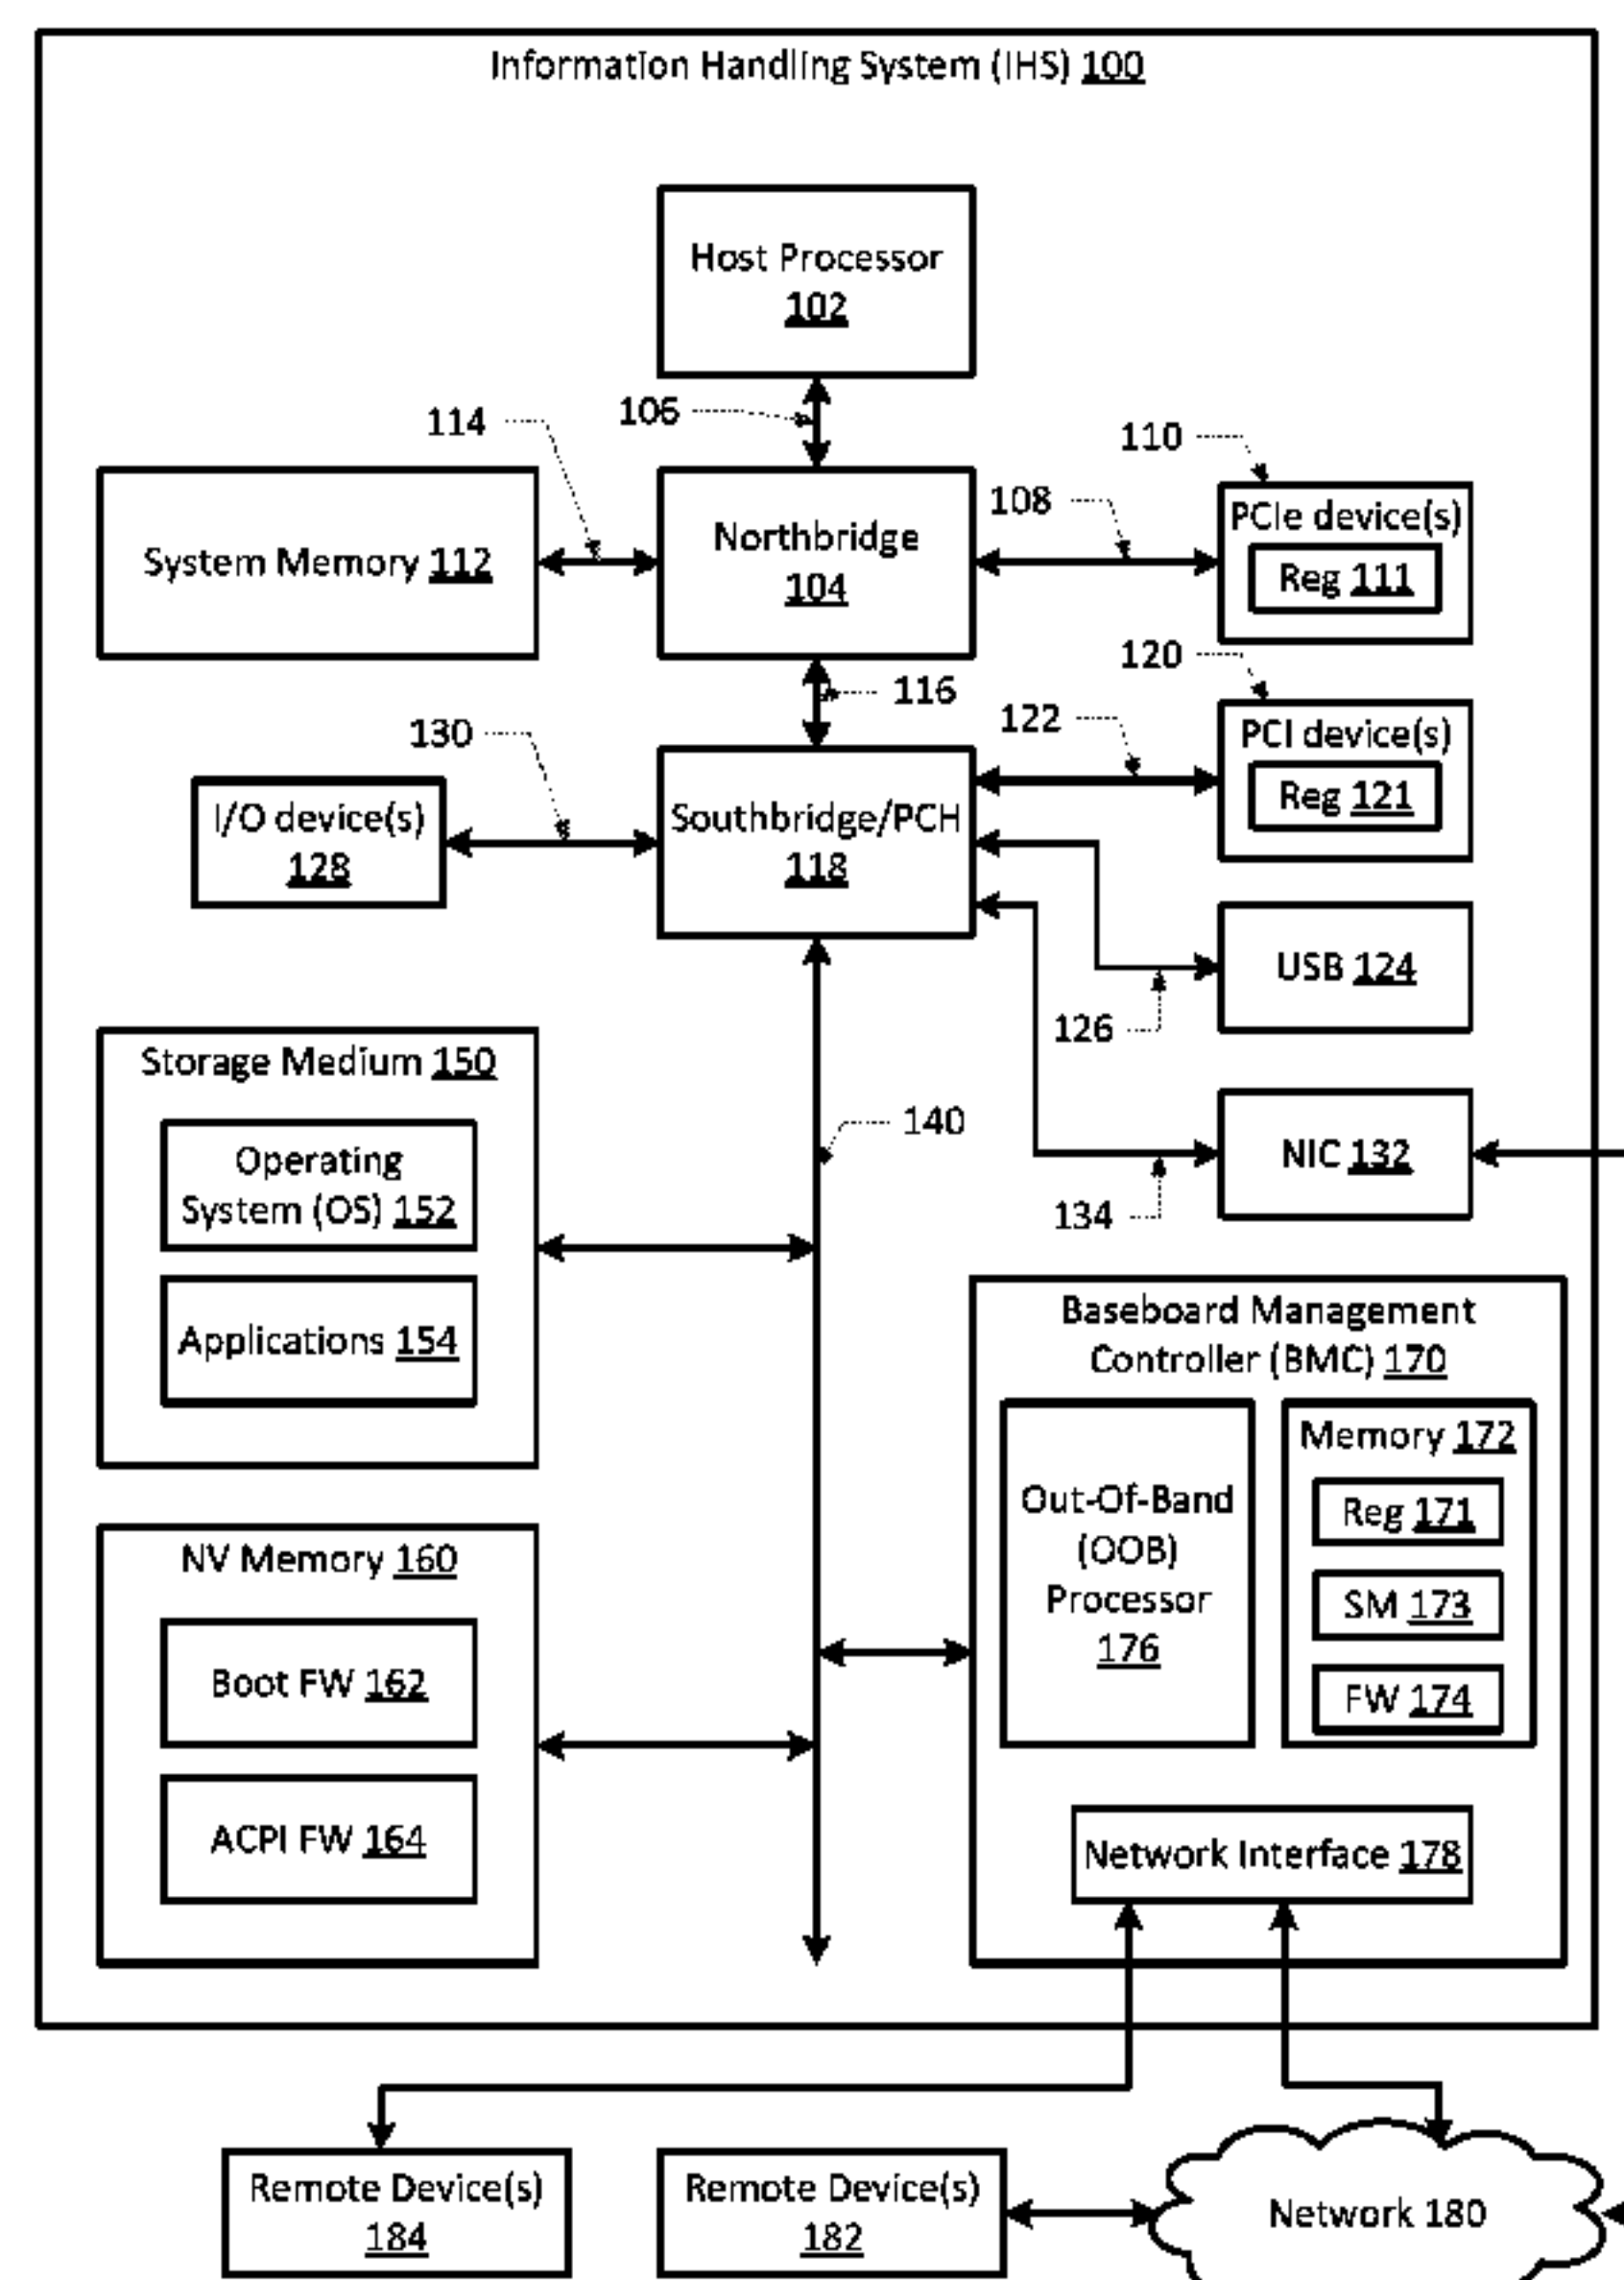 Information Handling System (IHS) 100
Host Processor
102
106
114
110
108
System Memory 112
Northbridge
104
PCIe device(s)
Reg 111
116
120
122
130
PCI device(s)
Reg 121
I/O device(s)
128
Southbridge/PCH
118
USB 124
126
Storage Medium 150
Operating
System (OS) 152
Applications 154
140
NIC 132
134
Baseboard Management
Controller (BMC) 170
Out-Of-Band
(OOB)
Processor
176
Memory 172
Reg 171
SM 173
FW 174
NV Memory 160
Boot FW 162
ACPI FW 164
Network Interface 178
Remote Device(s)
184
Remote Device(s)
182
Network 180